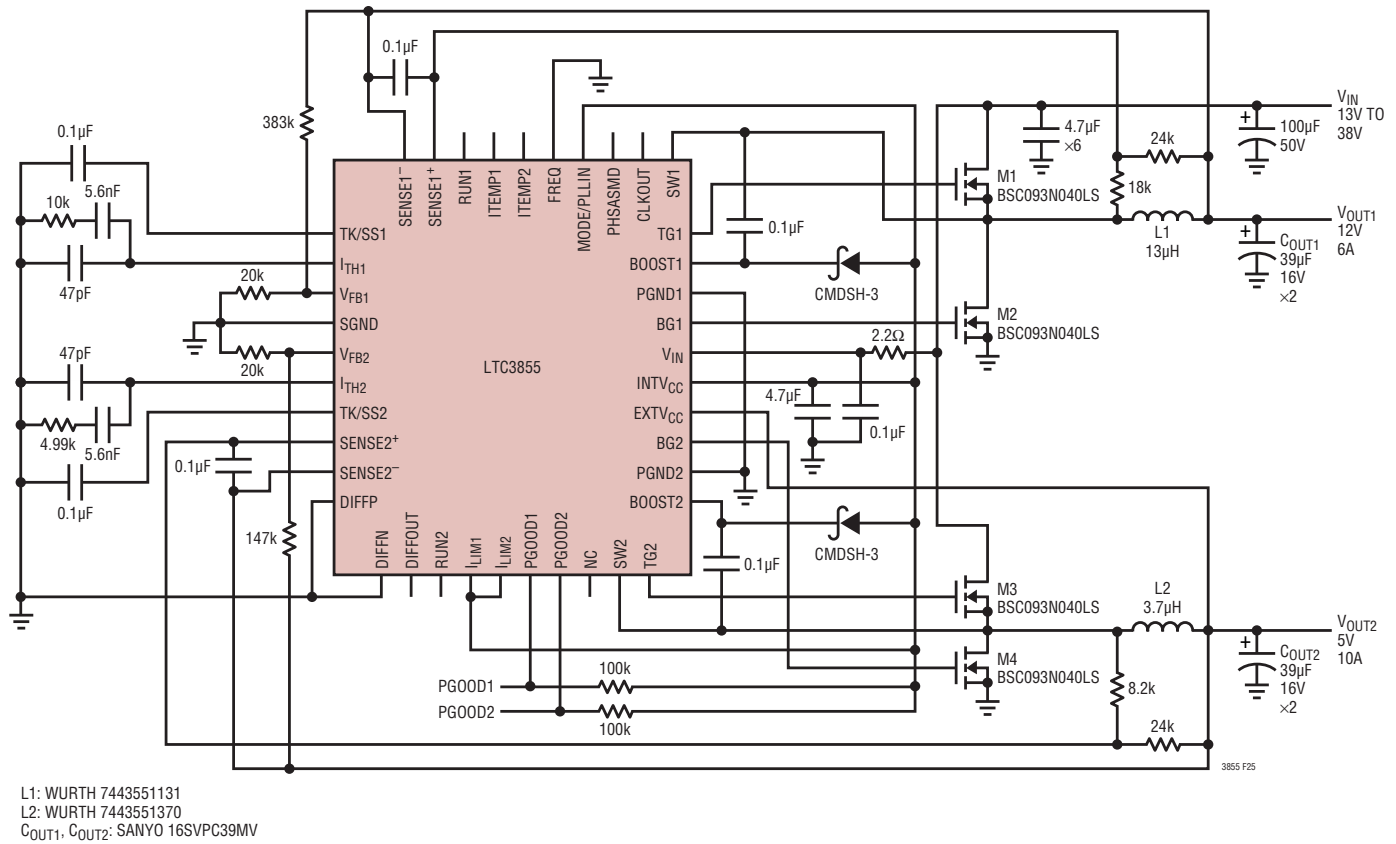 0.1µF
383k
0.1µF
5.6nF
10k
47pF
20k
20k
47pF
4.99k
5.6nF
0.1µF
0.1µF
147k
SENSE1–
SENSE1+
RUN1
ITEMP1
ITEMP2
FREQ
MODE/PLLIN
PHSASMD
CLKOUT
SW1
TK/SS1
ITH1
VFB1
SGND
VFB2
ITH2
TK/SS2
SENSE2+
SENSE2–
DIFFP
LTC3855
TG1
BOOST1
PGND1
BG1
VIN
INTVCC
EXTVCC
BG2
PGND2
BOOST2
DIFFN
DIFFOUT
RUN2
ILIM1
ILIM2
PGOOD1
PGOOD2
NC
SW2
TG2
0.1µF
CMDSH-3
2.2Ω
4.7µF
0.1µF
CMDSH-3
0.1µF
M1
BSC093N040LS
M2
BSC093N040LS
M3
BSC093N040LS
M4
BSC093N040LS
4.7µF
×6
24k
18k
L1
13µH
+
100µF
50V
VIN
13V TO
38V
VOUT1
12V
6A
+
COUT1
39µF
16V
×2
L2
3.7µH
VOUT2
5V
10A
+
COUT2
39µF
16V
×2
8.2k
24k
PGOOD1
100k
PGOOD2
100k
3855 F25
L1: WURTH 7443551131
L2: WURTH 7443551370
COUT1, COUT2: SANYO 16SVPC39MV